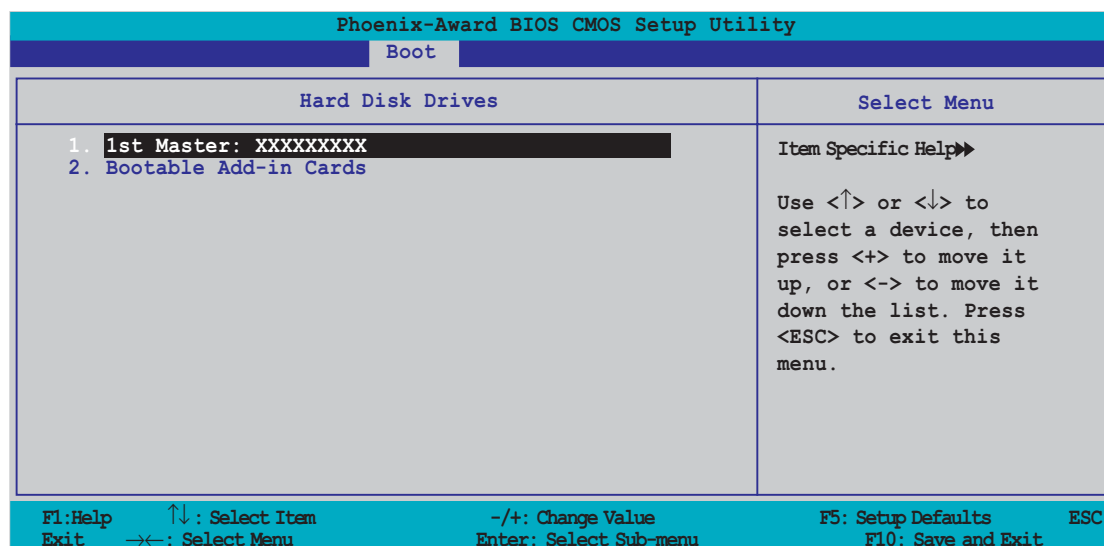 Phoenix-Award BIOS CMOS Setup Utility
Boot
Hard Disk Drives
1. 1st Master: XXXXXXXXX
2. Bootable Add-in Cards
Select Menu
Item Specific Help▶▶
Use <↑> or <↓> to
select a device, then
press <+> to move it
up, or <-> to move it
down the list. Press
<ESC> to exit this
menu.
F1:Help ↑↓ : Select Item -/+: Change Value F5: Setup Defaults ESC
Exit →←: Select Menu Enter: Select Sub-menu F10: Save and Exit